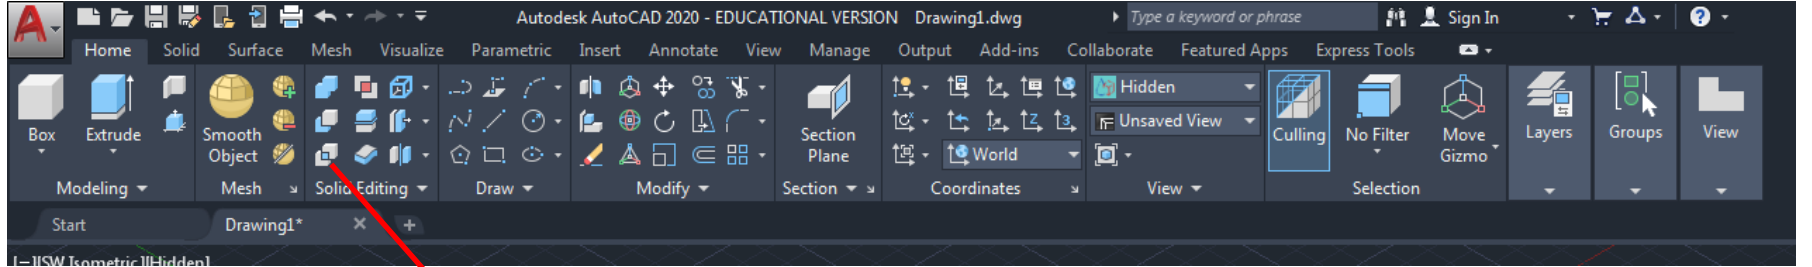 Autodesk AutoCAD 2020 - EDUCATIONAL VERSION Drawing1.dwg Type a keyword or phrase Sign In
Home Solid Surface Mesh Visualize Parametric Insert Annotate View Manage Output Add-ins Collaborate Featured Apps Express Tools
Hidden
Unsaved View
Box Extrude Smooth Object Section Plane World Culling No Filter Move Gizmo Layers Groups View
Modeling Mesh Solid Editing Draw Modify Section Coordinates View Selection
Start Drawing1*
[−][SW Isometric][Hidden]